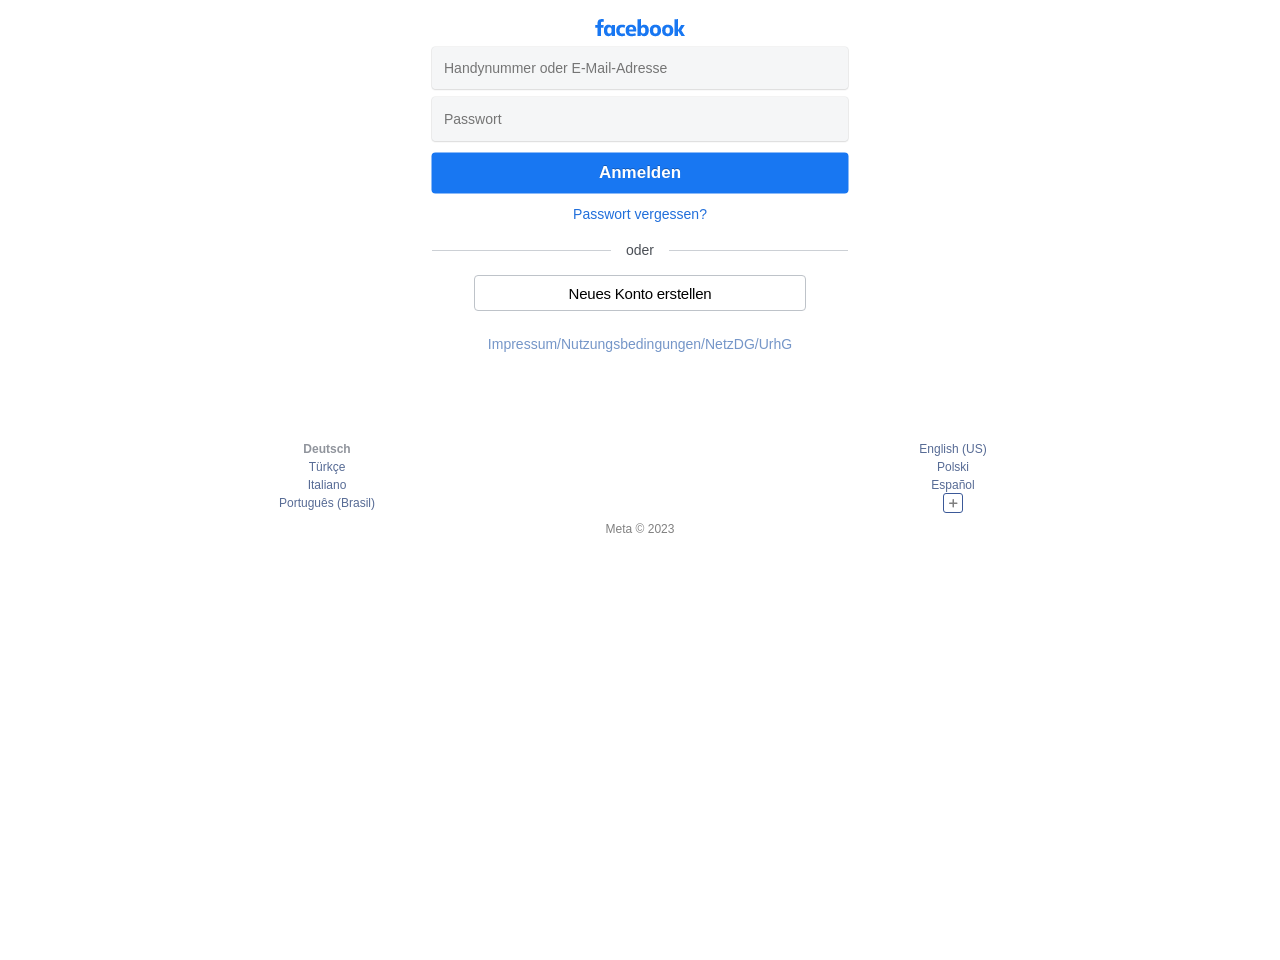 facebook
Handynummer oder E-Mail-Adresse
Passwort
Anmelden
Passwort vergessen?
oder
Neues Konto erstellen
Impressum/Nutzungsbedingungen/NetzDG/UrhG
Deutsch
Türkçe
Italiano
Português (Brasil)
English (US)
Polski
Español
+
Meta © 2023